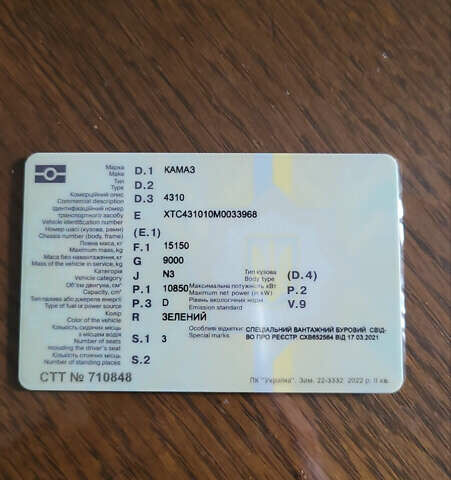 Марка
Make D.1 КАМАЗ
Тип
Type D.2
Комерційний опис
Commercial description D.3 4310
Ідентифікаційний номер
транспортного засобу E XTC431010M0033968
Vehicle identification number
Номер шасі (кузова, рами)
Chassis number (body, frame) (E.1)
Повна маса, кг
Maximum mass, kg F.1 15150
Маса без навантаження, кг
Mass of the vehicle in service, kg G 9000
Категорія
Vehicle category J N3 Тип кузова
Body type (D.4)
Об'єм двигуна, см³
Capacity, cm³ P.1 10850 Максимальна потужність, кВт
Maximum net power (in kW) P.2
Тип палива або джерела енергії
Type of fuel or power source P.3 D Рівень екологічних норм
Emission standard V.9
Колір
Color of the vehicle R ЗЕЛЕНИЙ
Кількість сидячих місць
з місцем водія
Number of seats
including the driver's seat S.1 3 Особливі відмітки:
Special marks СПЕЦІАЛЬНИЙ ВАНТАЖНИЙ БУРОВИЙ СВІД-
ВО ПРО РЕЄСТР СХВ652564 ВІД 17.03.2021
Кількість стоячих місць
Number of standing places S.2
СТТ № 710848
ПК "Україна". Зам. 22-3332 2022 р. II кв.